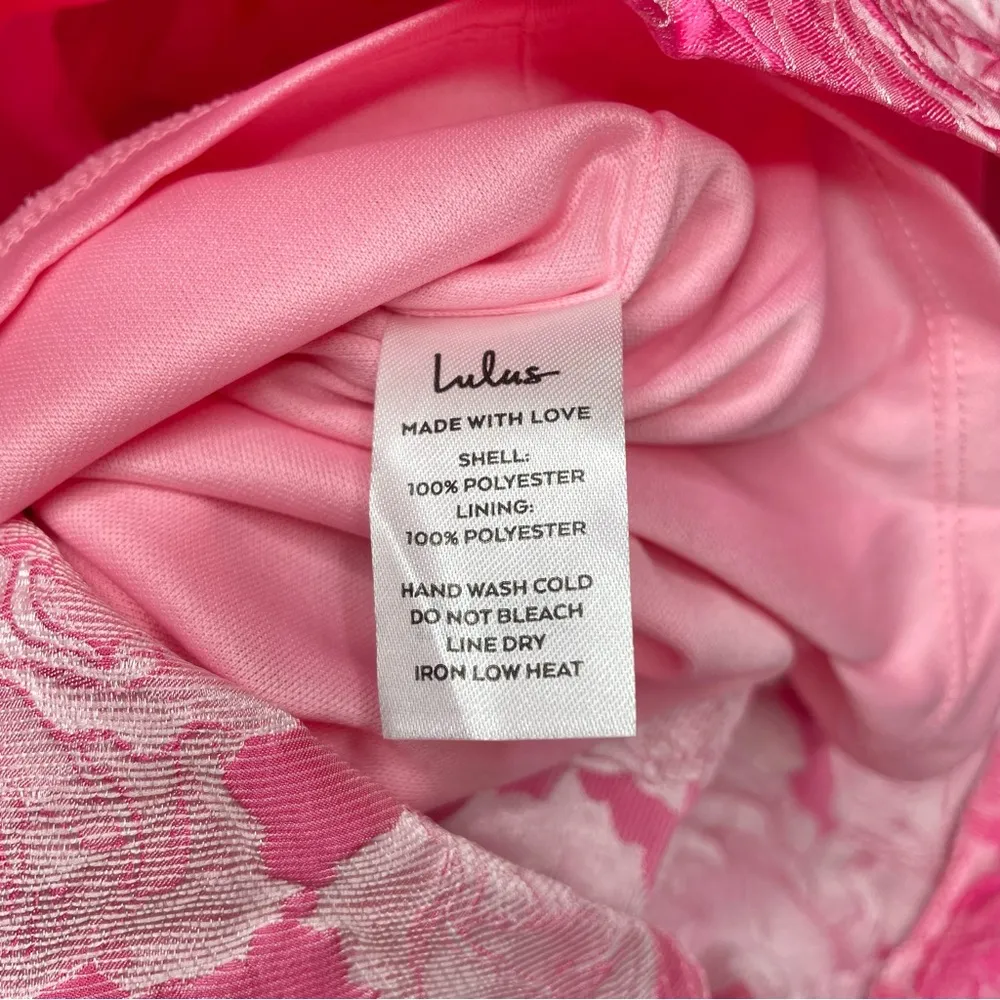 Lulus
MADE WITH LOVE
SHELL:
100% POLYESTER
LINING:
100% POLYESTER
HAND WASH COLD
DO NOT BLEACH
LINE DRY
IRON LOW HEAT